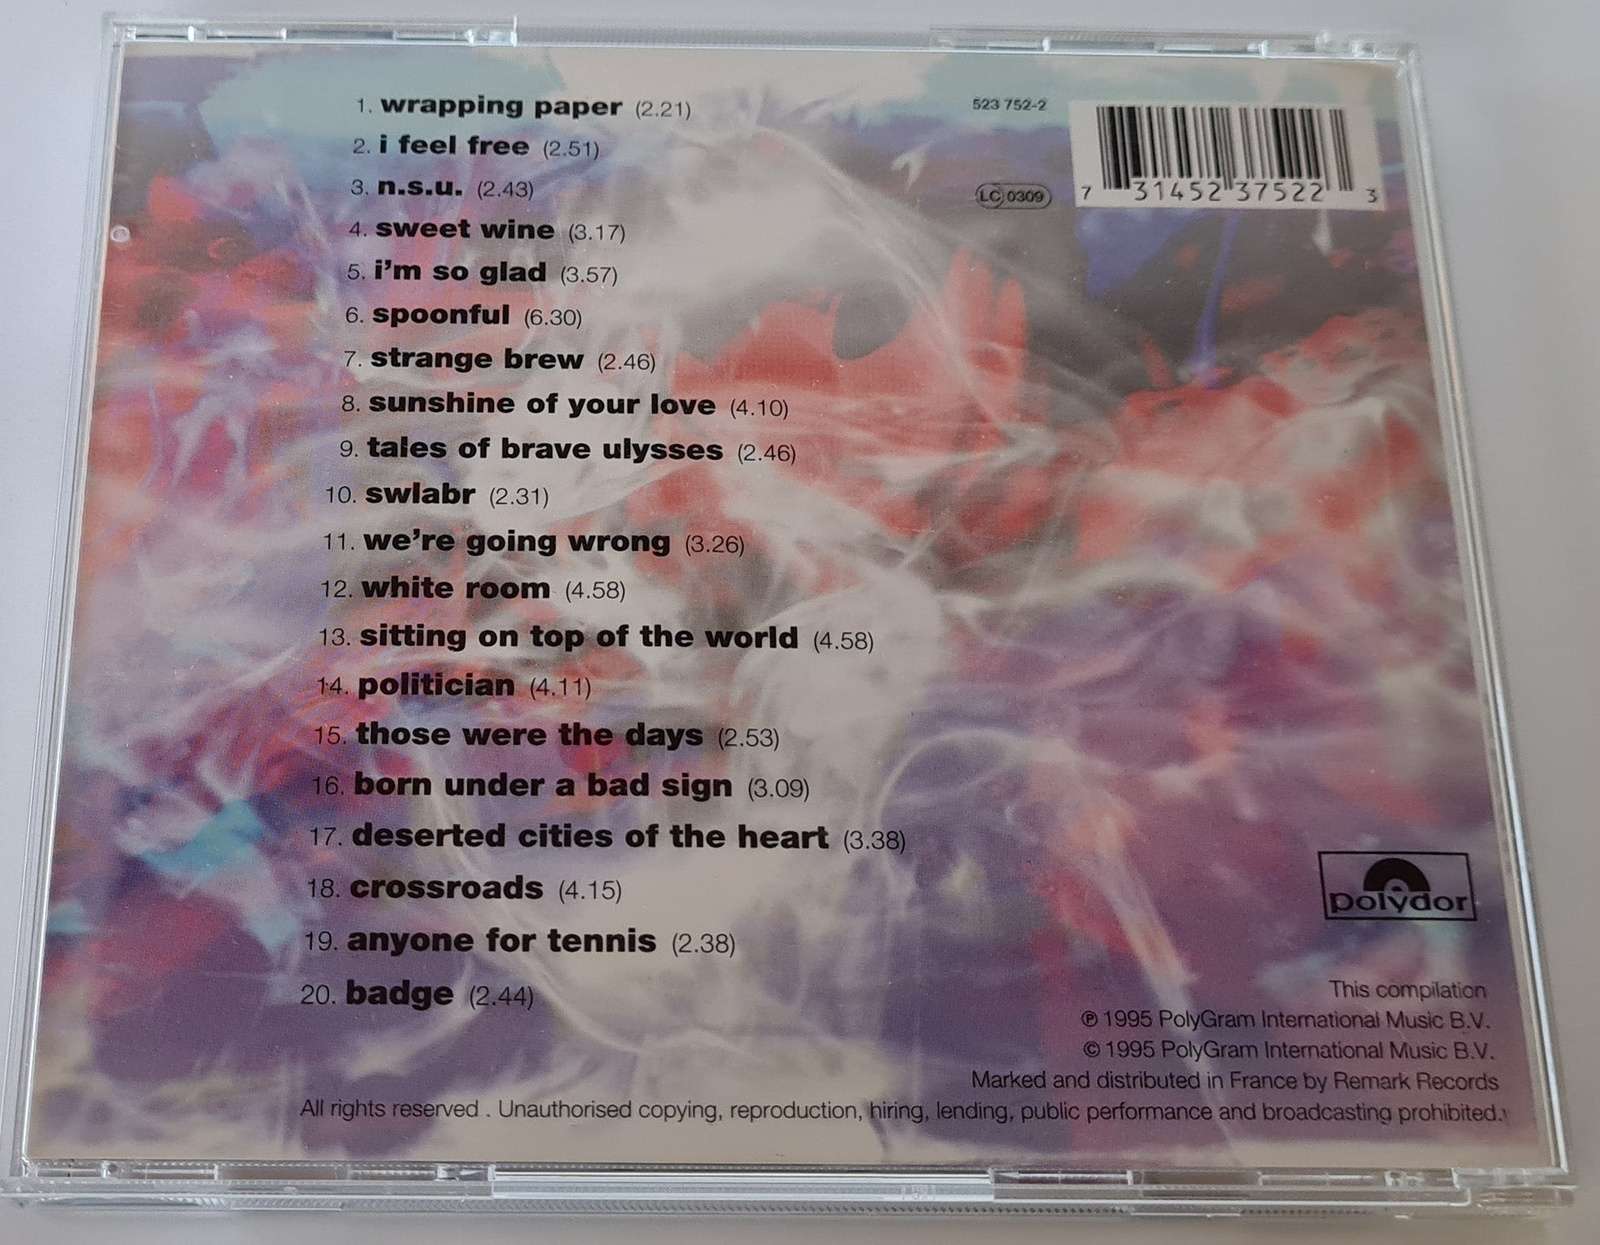 1. wrapping paper (2.21)
2. i feel free (2.51)
3. n.s.u. (2.43)
4. sweet wine (3.17)
5. i'm so glad (3.57)
6. spoonful (6.30)
7. strange brew (2.46)
8. sunshine of your love (4.10)
9. tales of brave ulysses (2.46)
10. swlabr (2.31)
11. we're going wrong (3.26)
12. white room (4.58)
13. sitting on top of the world (4.58)
14. politician (4.11)
15. those were the days (2.53)
16. born under a bad sign (3.09)
17. deserted cities of the heart (3.38)
18. crossroads (4.15)
19. anyone for tennis (2.38)
20. badge (2.44)
523 752-2
LC 0309
7 31452 37522 3
polydor
This compilation
℗ 1995 PolyGram International Music B.V.
© 1995 PolyGram International Music B.V.
Marked and distributed in France by Remark Records
All rights reserved . Unauthorised copying, reproduction, hiring, lending, public performance and broadcasting prohibited.